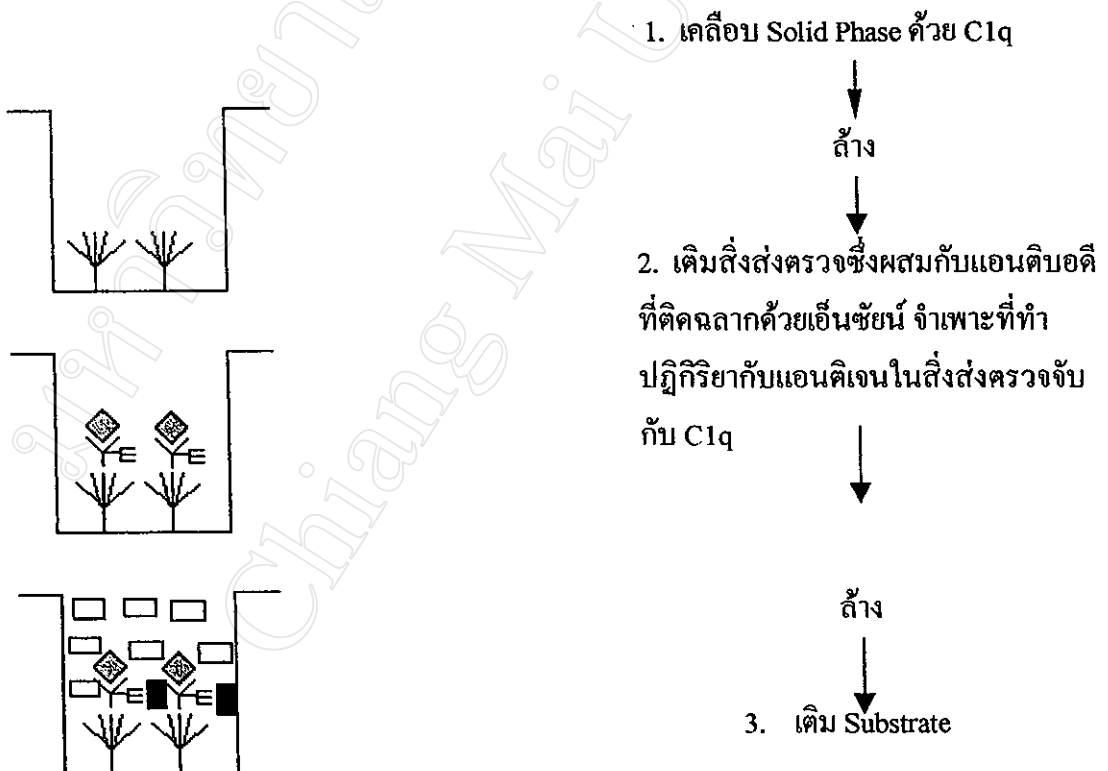 1. เคลือบ Solid Phase ด้วย C1q
ล้าง
2. เติมสิ่งส่งตรวจซึ่งผสมกับแอนติบอดี
ที่ติดฉลากด้วยเอ็นซัยน์ จำเพาะที่ทำ
ปฏิกิริยากับแอนติเจนในสิ่งส่งตรวจจับ
กับ C1q
ล้าง
3. เติม Substrate
Chiang Mai U